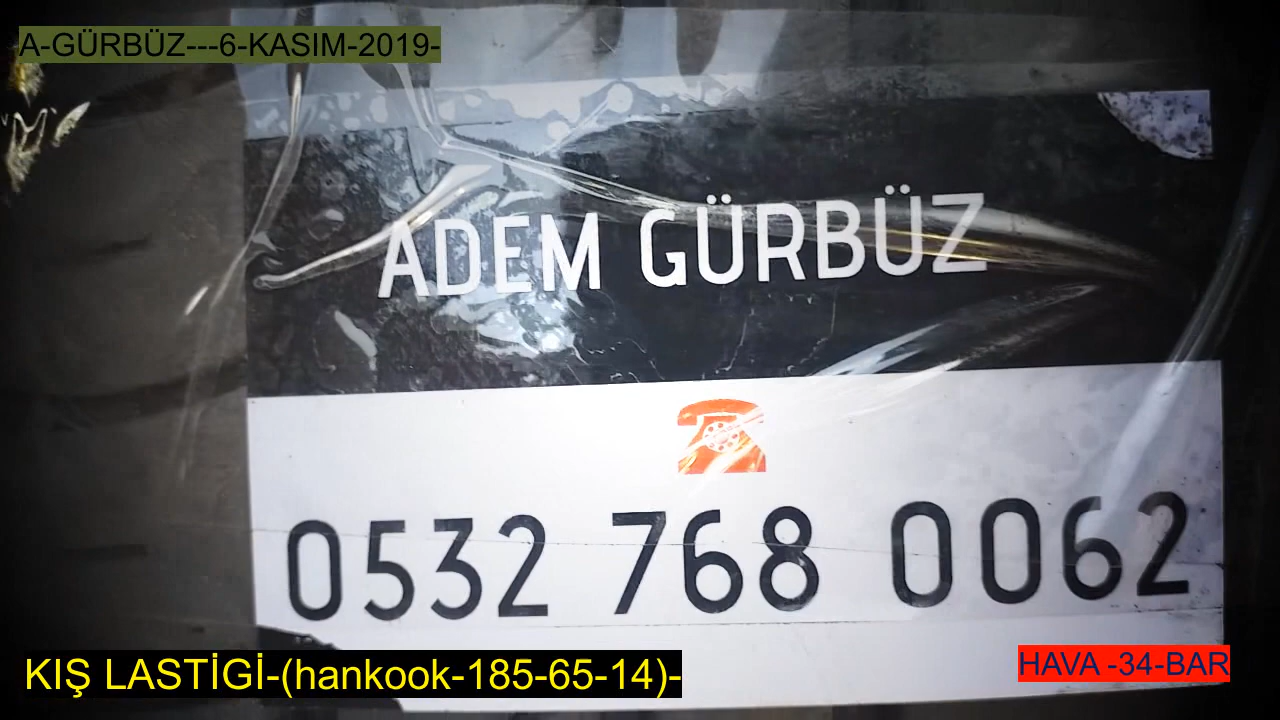 A-GÜRBÜZ---6-KASIM-2019-
ADEM GÜRBÜZ
0532 768 0062
KIŞ LASTİGİ-(hankook-185-65-14)-
HAVA -34-BAR